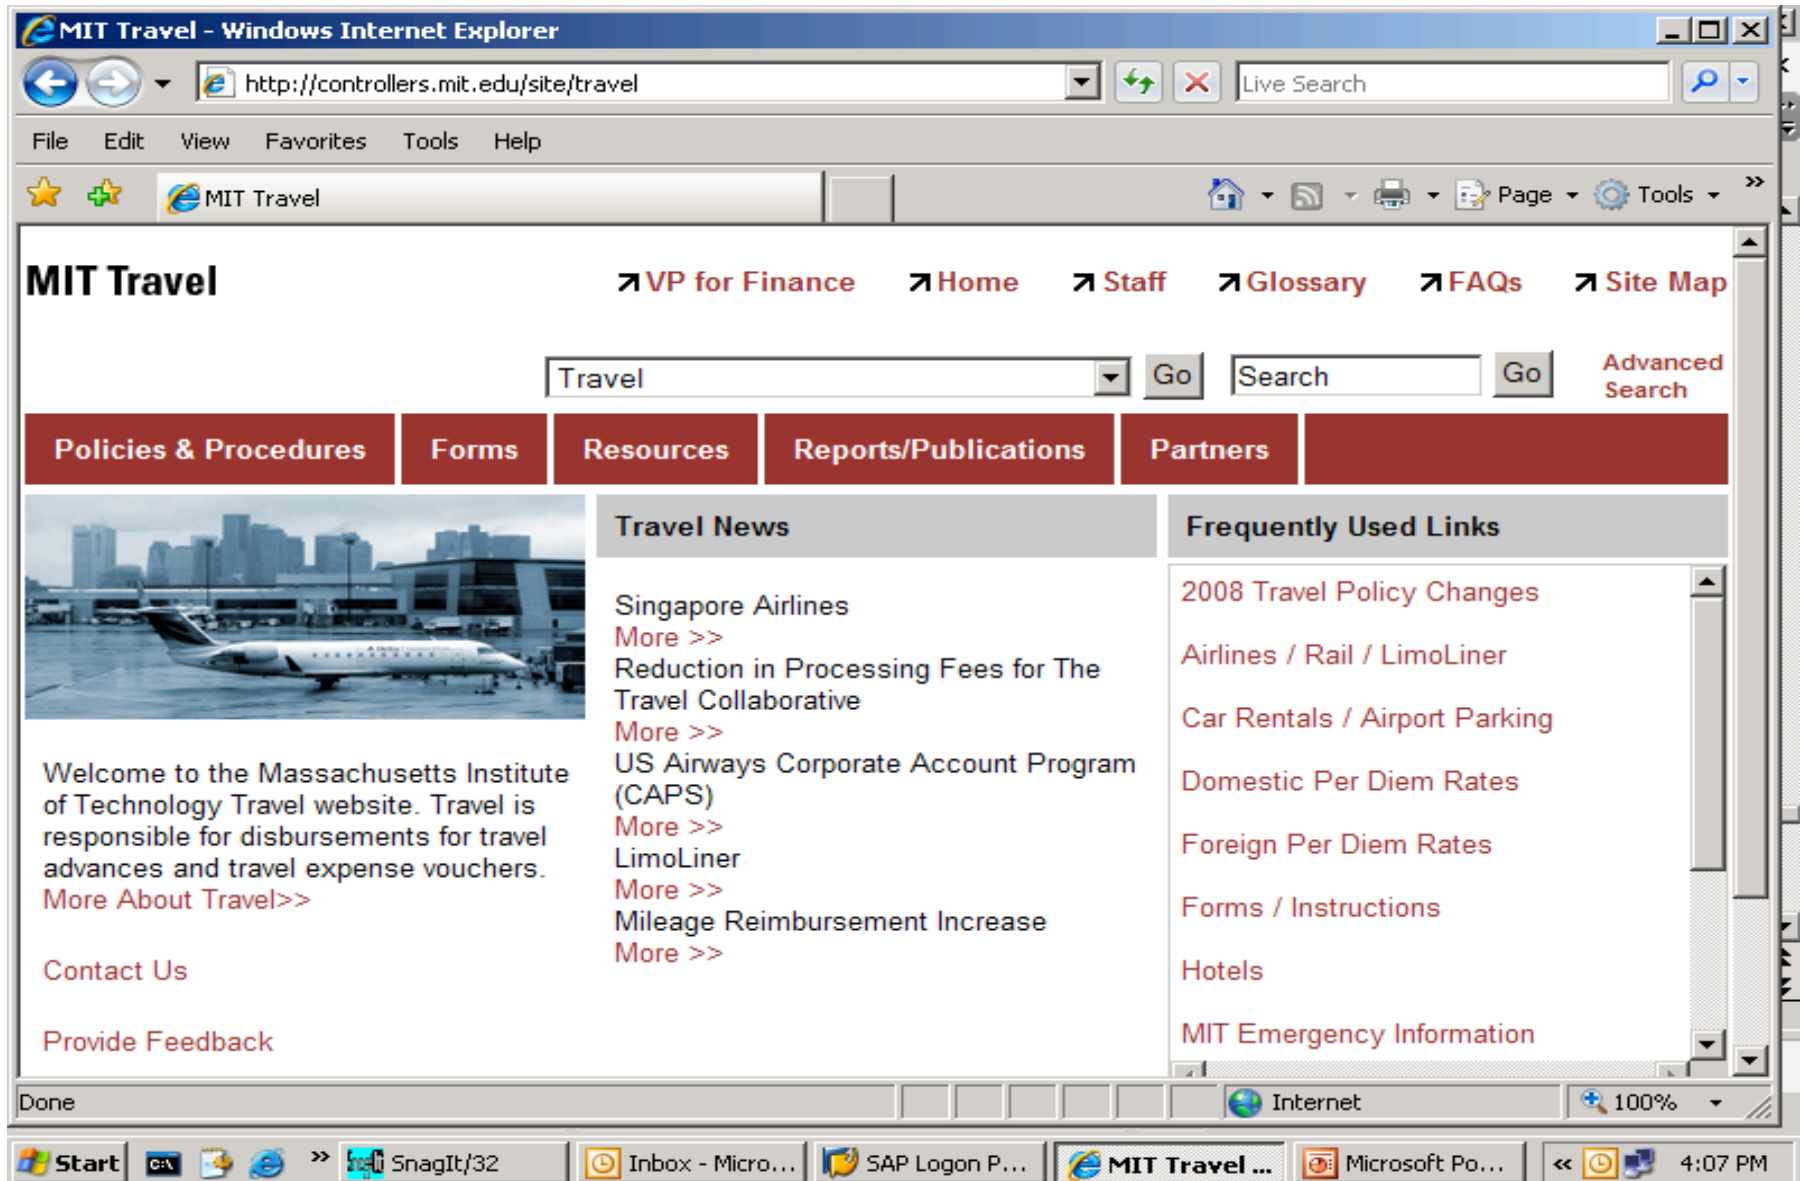 MIT Travel - Windows Internet Explorer
http://controllers.mit.edu/site/travel
Live Search
File Edit View Favorites Tools Help
MIT Travel
Page Tools »
MIT Travel
VP for Finance Home Staff Glossary FAQs Site Map
Travel Go Search Go Advanced Search
Policies & Procedures Forms Resources Reports/Publications Partners
Welcome to the Massachusetts Institute
of Technology Travel website. Travel is
responsible for disbursements for travel
advances and travel expense vouchers.
More About Travel>>
Contact Us
Provide Feedback
Travel News
Singapore Airlines
More >>
Reduction in Processing Fees for The
Travel Collaborative
More >>
US Airways Corporate Account Program
(CAPS)
More >>
LimoLiner
More >>
Mileage Reimbursement Increase
More >>
Frequently Used Links
2008 Travel Policy Changes
Airlines / Rail / LimoLiner
Car Rentals / Airport Parking
Domestic Per Diem Rates
Foreign Per Diem Rates
Forms / Instructions
Hotels
MIT Emergency Information
Done Internet 100%
Start » SnagIt/32 Inbox - Micro... SAP Logon P... MIT Travel ... Microsoft Po... « 4:07 PM